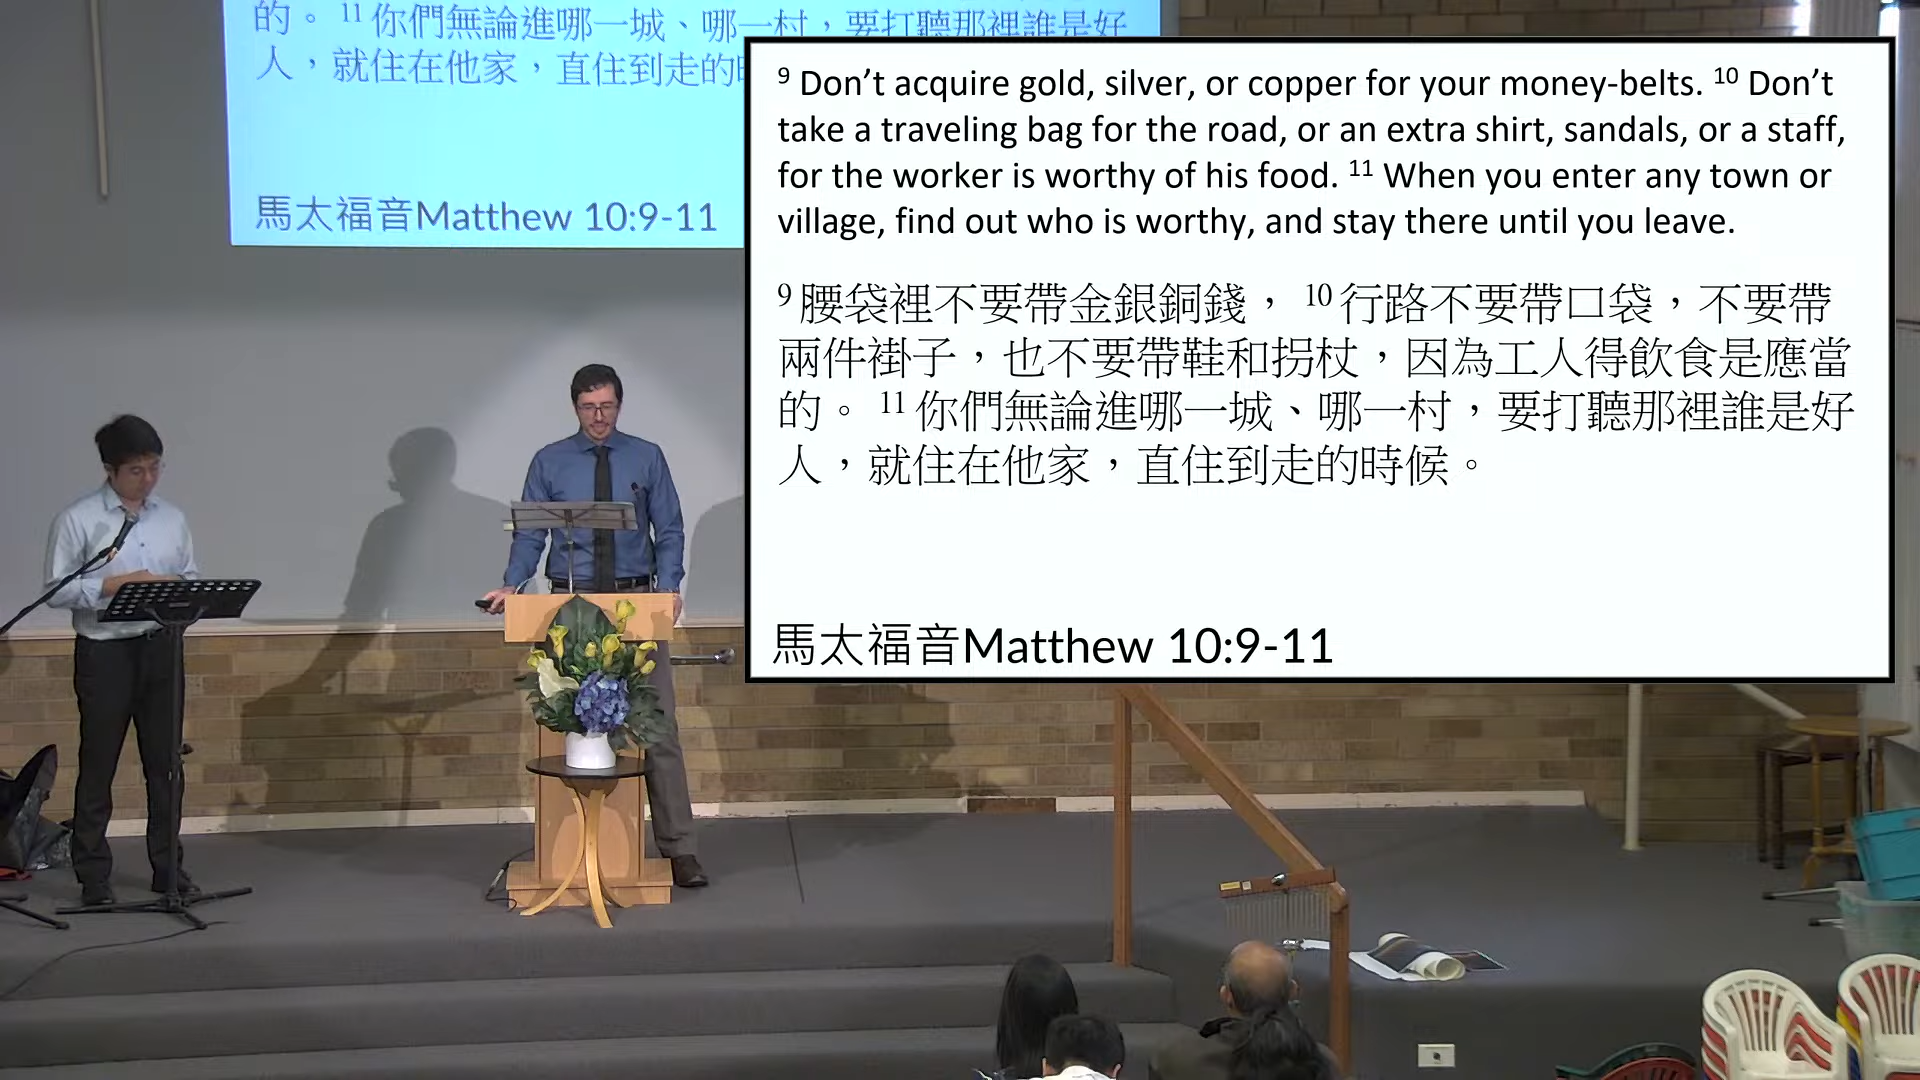 的。 11 你們無論進哪一城、哪一村，要打聽那裡誰是好
人，就住在他家，直住到走的
馬太福音Matthew 10:9-11
9 Don’t acquire gold, silver, or copper for your money-belts. 10 Don’t
take a traveling bag for the road, or an extra shirt, sandals, or a staff,
for the worker is worthy of his food. 11 When you enter any town or
village, find out who is worthy, and stay there until you leave.
9 腰袋裡不要帶金銀銅錢， 10 行路不要帶口袋，不要帶
兩件褂子，也不要帶鞋和拐杖，因為工人得飲食是應當
的。 11 你們無論進哪一城、哪一村，要打聽那裡誰是好
人，就住在他家，直住到走的時候。
馬太福音Matthew 10:9-11